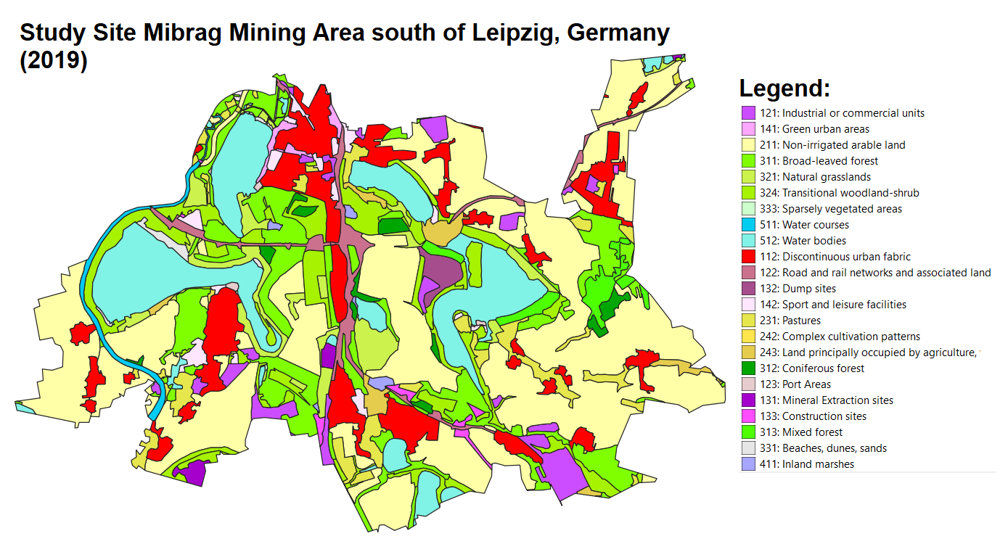 Study Site Mibrag Mining Area south of Leipzig, Germany
(2019)
Legend:
121: Industrial or commercial units
141: Green urban areas
211: Non-irrigated arable land
311: Broad-leaved forest
321: Natural grasslands
324: Transitional woodland-shrub
333: Sparsely vegetated areas
511: Water courses
512: Water bodies
112: Discontinuous urban fabric
122: Road and rail networks and associated land
132: Dump sites
142: Sport and leisure facilities
231: Pastures
242: Complex cultivation patterns
243: Land principally occupied by agriculture,
312: Coniferous forest
123: Port Areas
131: Mineral Extraction sites
133: Construction sites
313: Mixed forest
331: Beaches, dunes, sands
411: Inland marshes